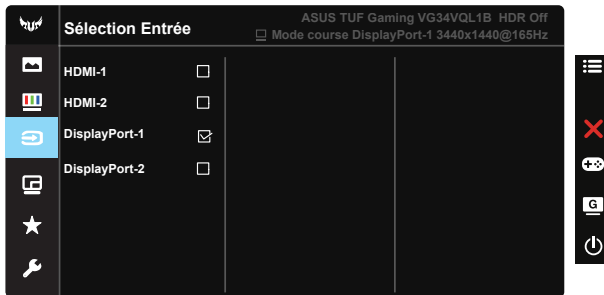 Sélection Entrée
ASUS TUF Gaming VG34VQL1B HDR Off
Mode course DisplayPort-1 3440x1440@165Hz
HDMI-1
HDMI-2
DisplayPort-1
DisplayPort-2
G